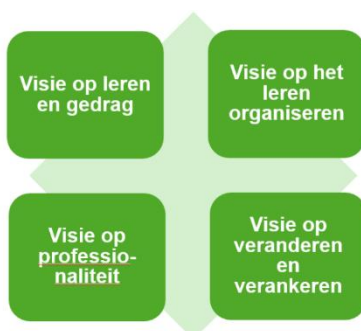 Visie op leren
en gedrag
Visie op het
leren
organiseren
Visie op
professio-
naliteit
Visie op
veranderen
en
verankeren